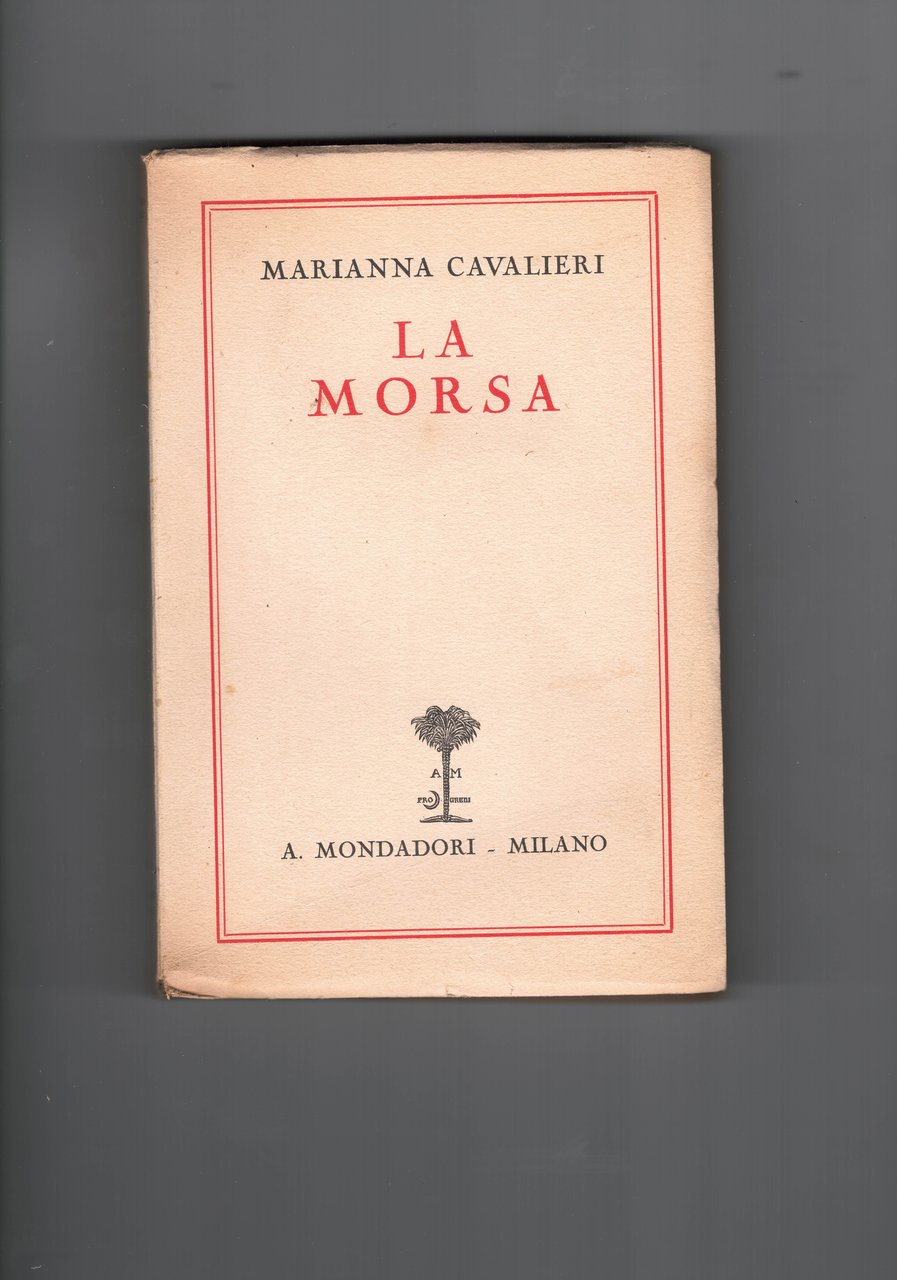 MARIANNA CAVALIERI
LA
MORSA
A M
PRO GREDI
A. MONDADORI - MILANO